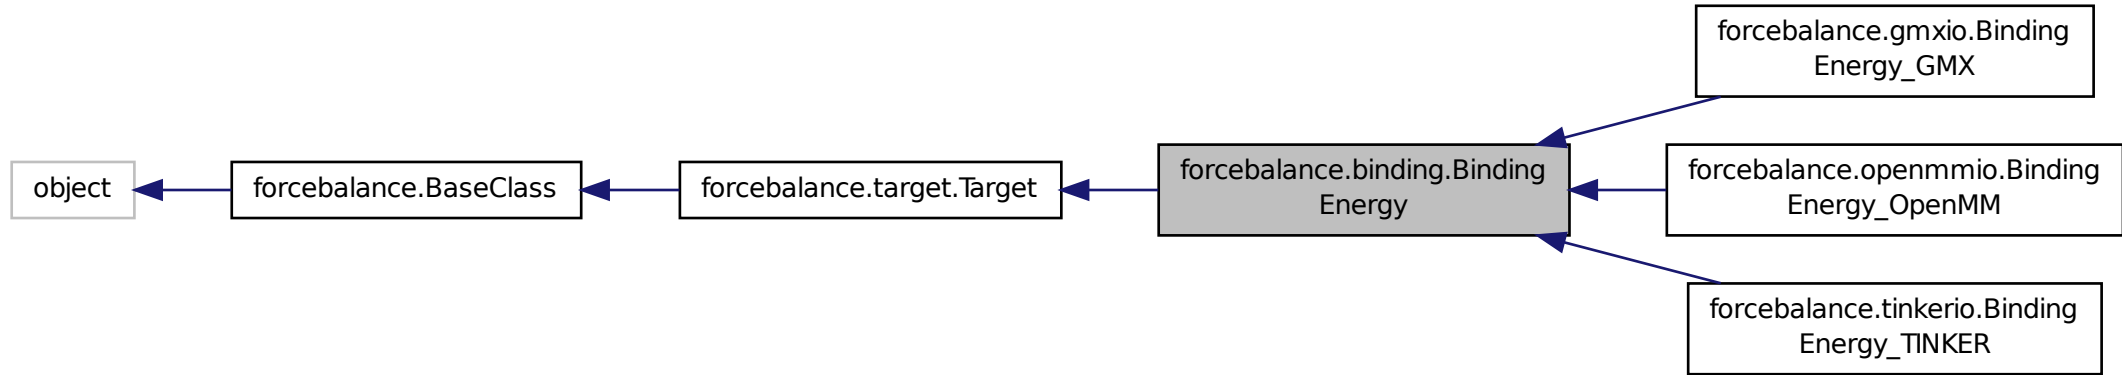 object
forcebalance.BaseClass
forcebalance.target.Target
forcebalance.binding.Binding
Energy
forcebalance.gmxio.Binding
Energy_GMX
forcebalance.openmmio.Binding
Energy_OpenMM
forcebalance.tinkerio.Binding
Energy_TINKER